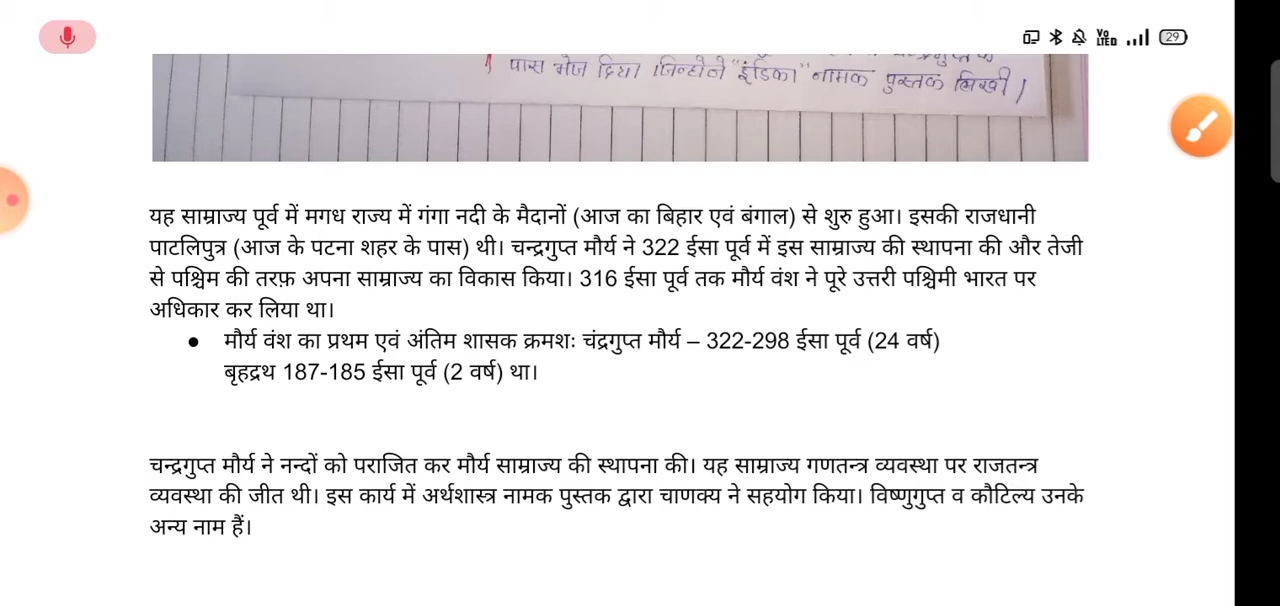 Vo LTED
29
पास भेज दिया जिन्होने "इंडिका" नामक पुस्तक लिखी।
यह साम्राज्य पूर्व में मगध राज्य में गंगा नदी के मैदानों (आज का बिहार एवं बंगाल) से शुरु हुआ। इसकी राजधानी
पाटलिपुत्र (आज के पटना शहर के पास) थी। चन्द्रगुप्त मौर्य ने 322 ईसा पूर्व में इस साम्राज्य की स्थापना की और तेजी
से पश्चिम की तरफ़ अपना साम्राज्य का विकास किया। 316 ईसा पूर्व तक मौर्य वंश ने पूरे उत्तरी पश्चिमी भारत पर
अधिकार कर लिया था।
● मौर्य वंश का प्रथम एवं अंतिम शासक क्रमशः चंद्रगुप्त मौर्य – 322-298 ईसा पूर्व (24 वर्ष)
बृहद्रथ 187-185 ईसा पूर्व (2 वर्ष) था।
चन्द्रगुप्त मौर्य ने नन्दों को पराजित कर मौर्य साम्राज्य की स्थापना की। यह साम्राज्य गणतन्त्र व्यवस्था पर राजतन्त्र
व्यवस्था की जीत थी। इस कार्य में अर्थशास्त्र नामक पुस्तक द्वारा चाणक्य ने सहयोग किया। विष्णुगुप्त व कौटिल्य उनके
अन्य नाम हैं।